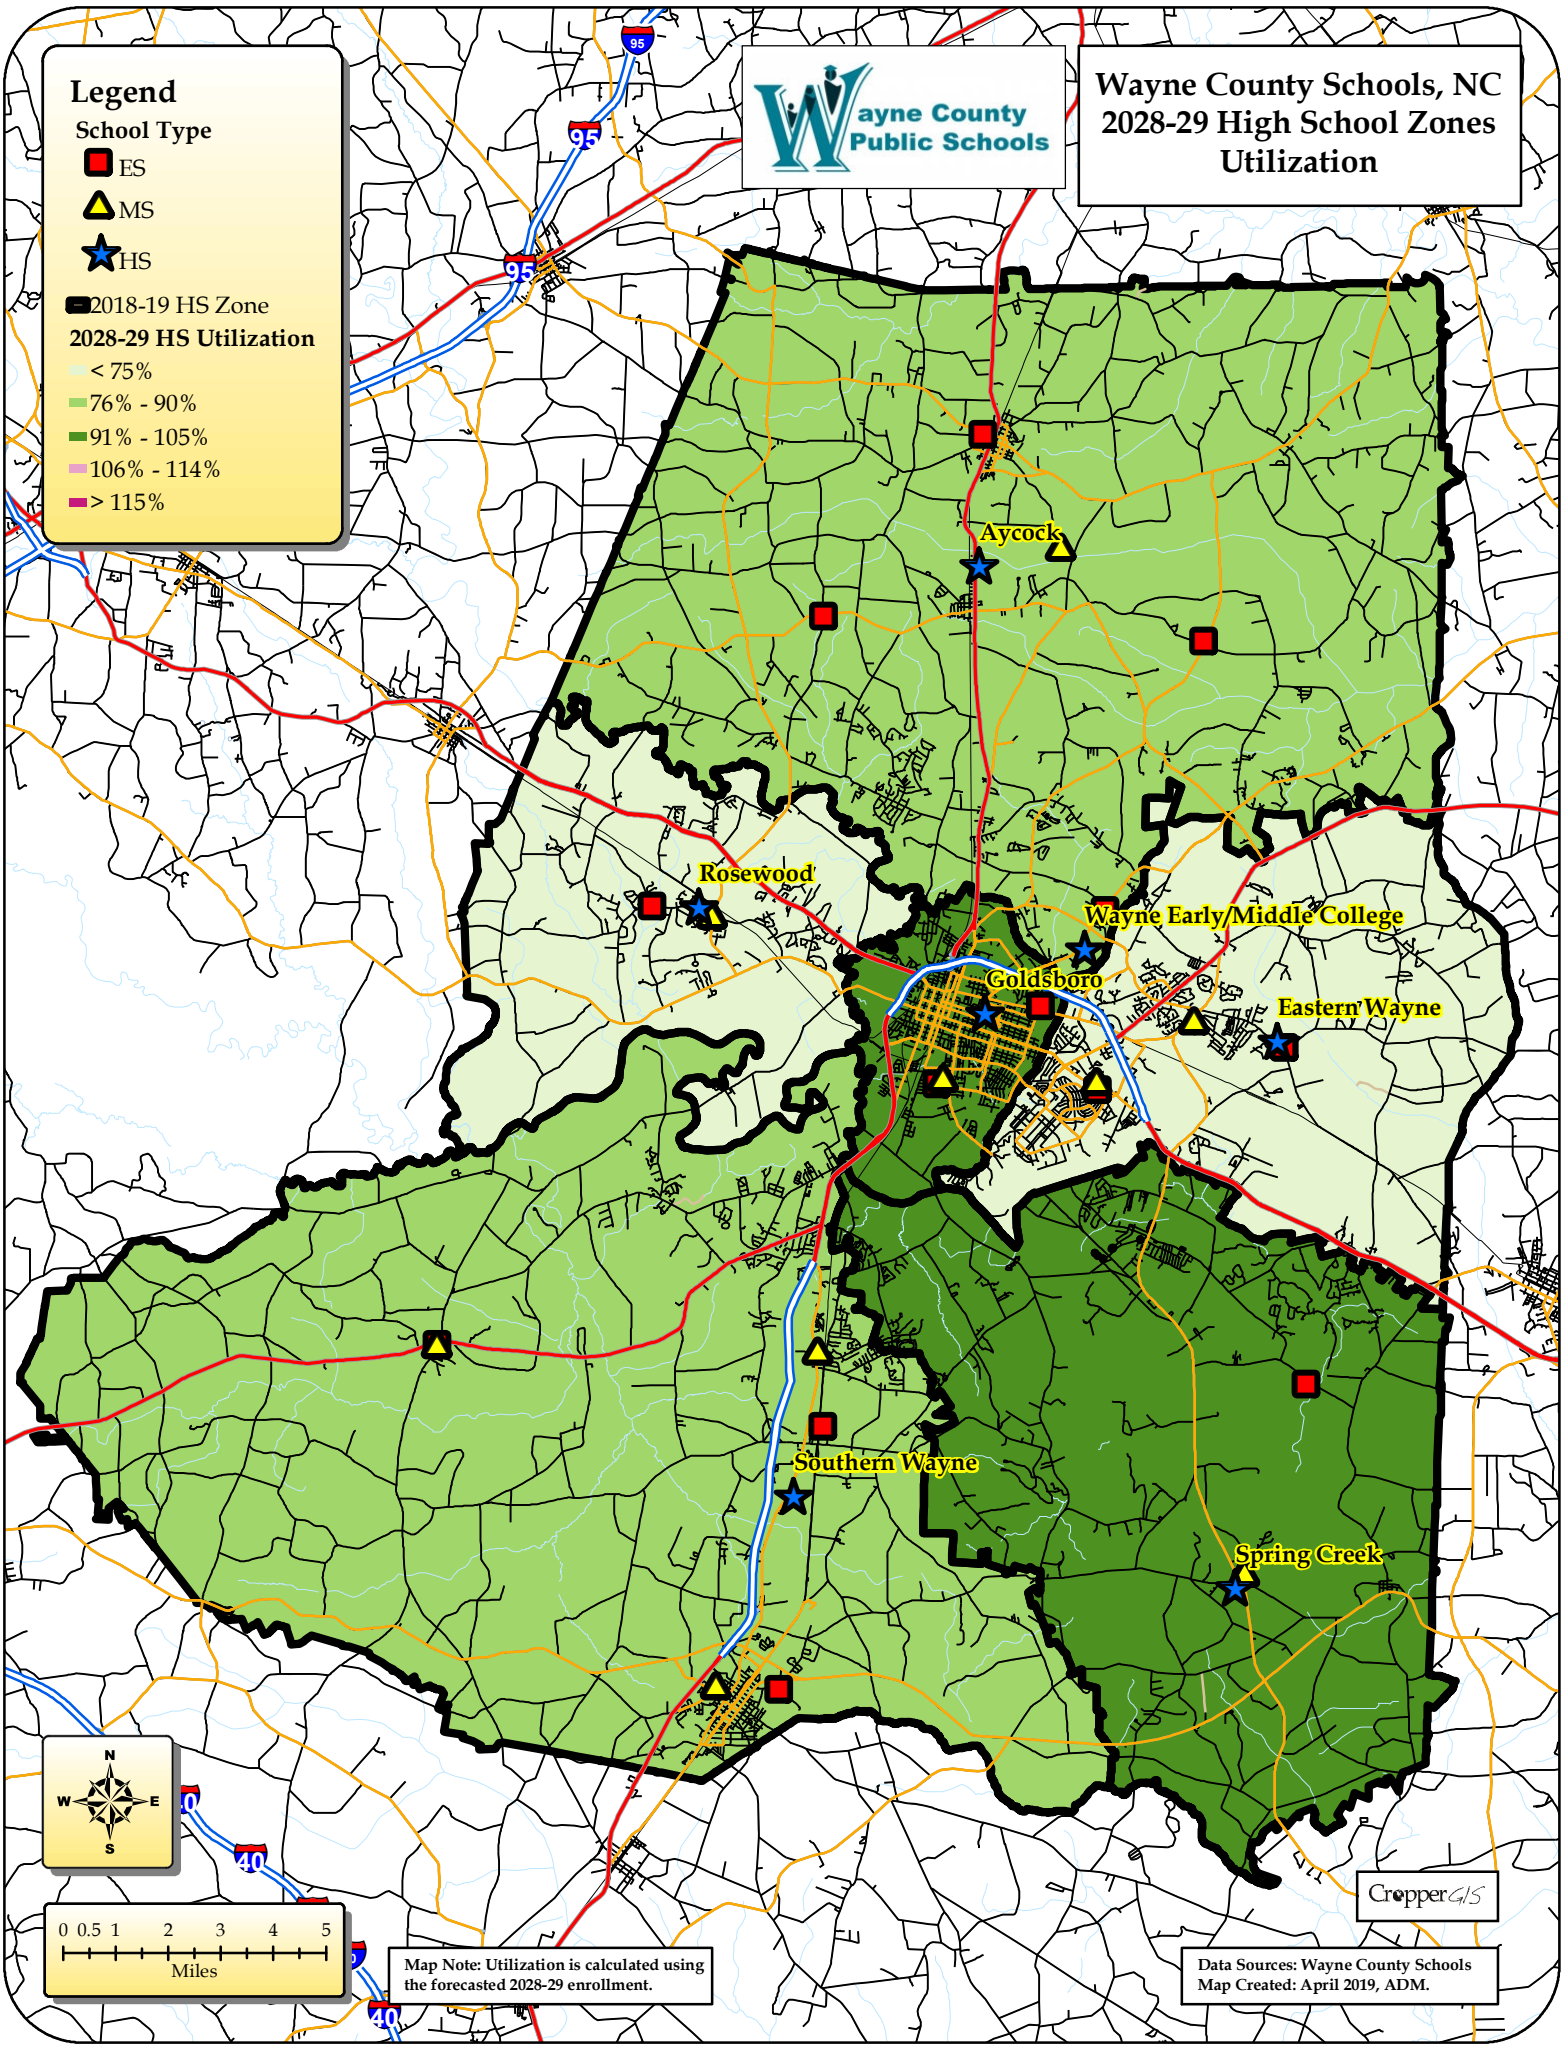 Legend
School Type
ES
MS
HS
2018-19 HS Zone
2028-29 HS Utilization
< 75%
76% - 90%
91% - 105%
106% - 114%
> 115%
Wayne County
Public Schools
Wayne County Schools, NC
2028-29 High School Zones
Utilization
95
95
95
Aycock
Rosewood
Wayne Early/Middle College
Goldsboro
Eastern Wayne
Southern Wayne
Spring Creek
N
W E
S
40
40
0 0.5 1 2 3 4 5
Miles
Map Note: Utilization is calculated using
the forecasted 2028-29 enrollment.
CropperGIS
Data Sources: Wayne County Schools
Map Created: April 2019, ADM.